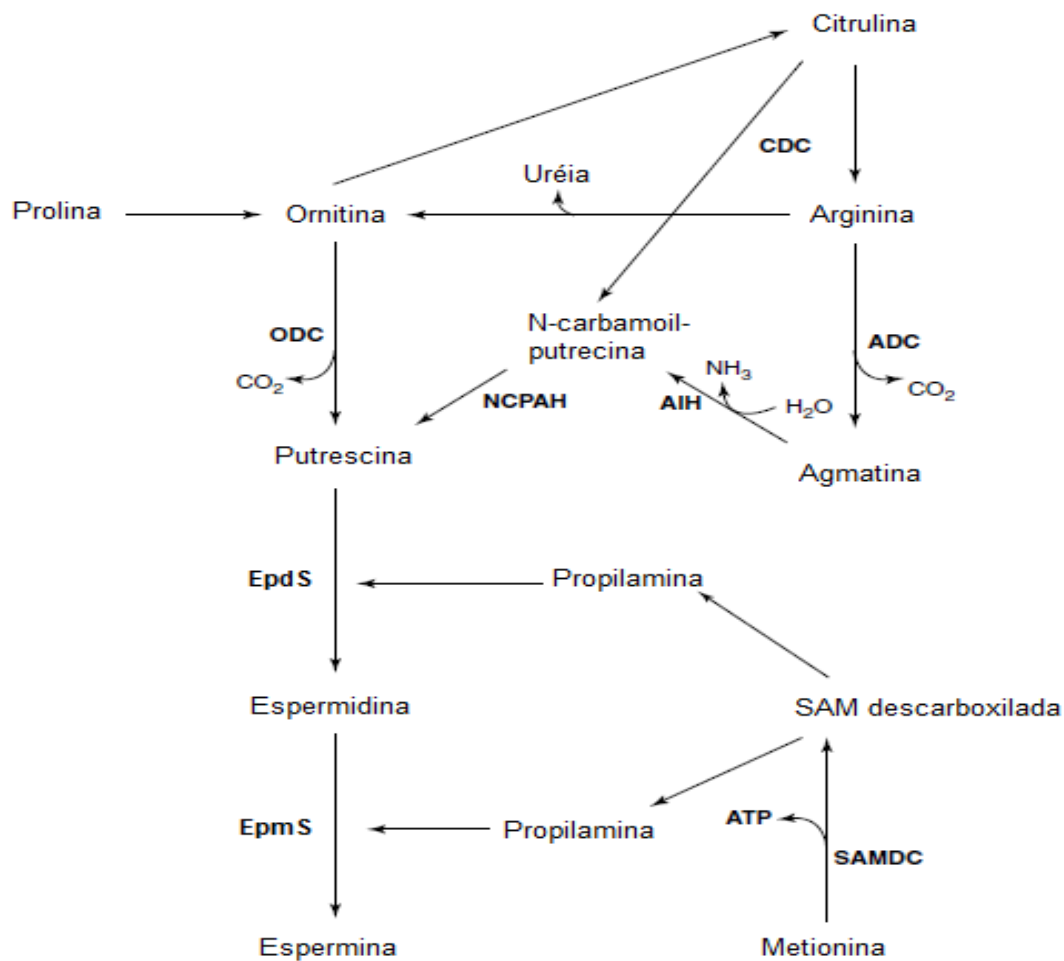 Citrulina
CDC
Uréia
Prolina
Ornitina
Arginina
N-carbamoil-
putrecina
ODC
ADC
NH3
CO2
NCPAH
AIH
H2O
CO2
Putrescina
Agmatina
EpdS
Propilamina
Espermidina
SAM descarboxilada
EpmS
Propilamina
ATP
SAMDC
Espermina
Metionina